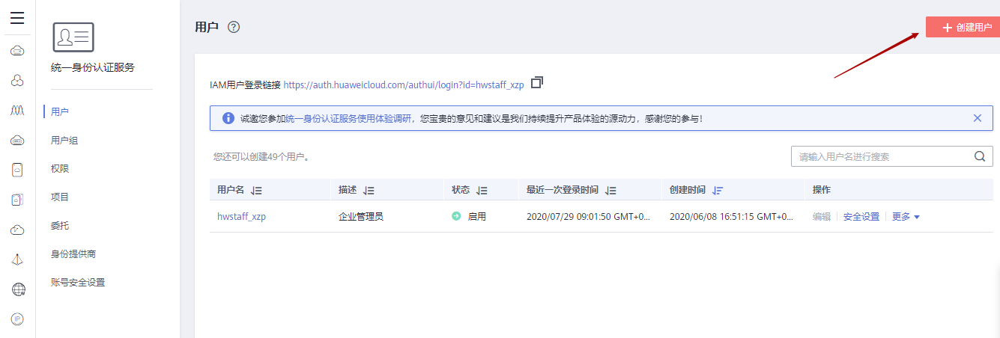 用户
+ 创建用户
统一身份认证服务
用户
用户组
权限
项目
委托
身份提供商
账号安全设置
IAM用户登录链接 https://auth.huaweicloud.com/authui/login?id=hwstaff_xzp
诚邀您参加统一身份认证服务使用体验调研，您宝贵的意见和建议是我们持续提升产品体验的源动力，感谢您的参与！
您还可以创建49个用户。
请输入用户名进行搜索
用户名 描述 状态 最近一次登录时间 创建时间 操作
hwstaff_xzp 企业管理员 启用 2020/07/29 09:01:50 GMT+0... 2020/06/08 16:51:15 GMT+0... 编辑 安全设置 更多
IP